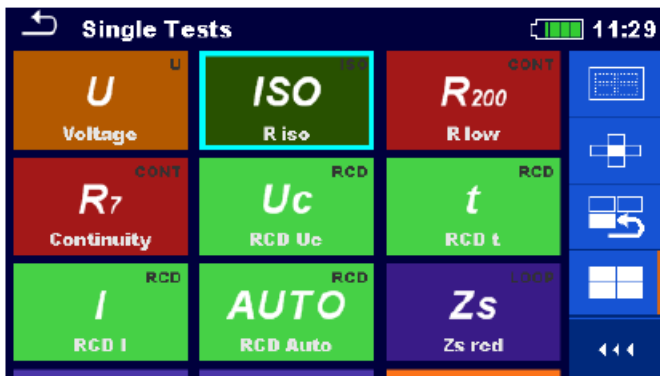 Single Tests 11:29
U ISO CONT
U ISO R200
Voltage R iso R low
CONT RCD RCD
R7 Uc t
Continuity RCD Uc RCD t
RCD RCD LOOP
I AUTO Zs
RCD I RCD Auto Zs rcd